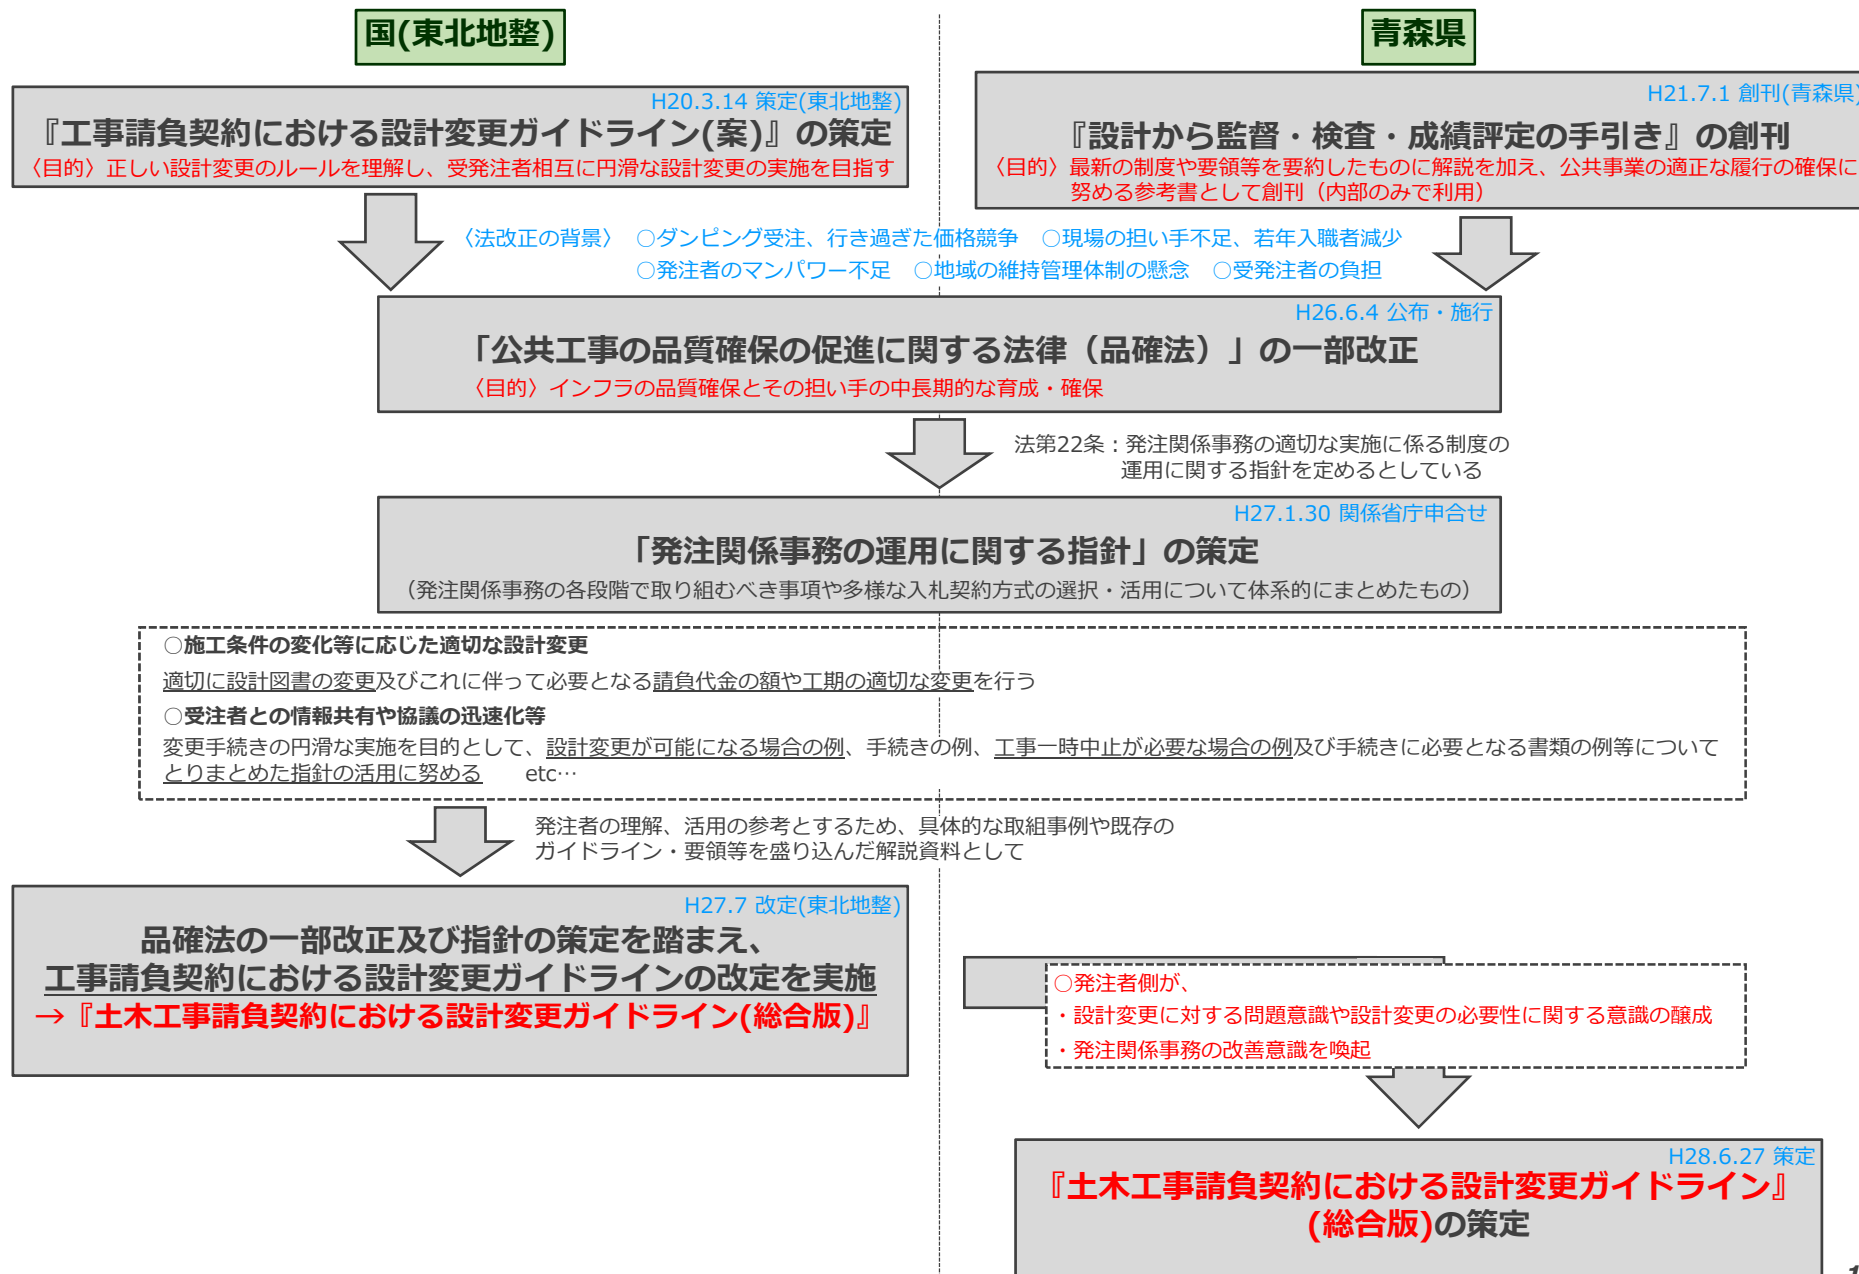 国(東北地整)
青森県
H20.3.14 策定(東北地整)
『工事請負契約における設計変更ガイドライン(案)』の策定
〈目的〉正しい設計変更のルールを理解し、受発注者相互に円滑な設計変更の実施を目指す
H21.7.1 創刊(青森県)
『設計から監督・検査・成績評定の手引き』の創刊
〈目的〉最新の制度や要領等を要約したものに解説を加え、公共事業の適正な履行の確保に
努める参考書として創刊（内部のみで利用）
〈法改正の背景〉 ○ダンピング受注、行き過ぎた価格競争 ○現場の担い手不足、若年入職者減少
○発注者のマンパワー不足 ○地域の維持管理体制の懸念 ○受発注者の負担
H26.6.4 公布・施行
「公共工事の品質確保の促進に関する法律（品確法）」の一部改正
〈目的〉インフラの品質確保とその担い手の中長期的な育成・確保
法第22条：発注関係事務の適切な実施に係る制度の
運用に関する指針を定めるとしている
H27.1.30 関係省庁申合せ
「発注関係事務の運用に関する指針」の策定
（発注関係事務の各段階で取り組むべき事項や多様な入札契約方式の選択・活用について体系的にまとめたもの）
○施工条件の変化等に応じた適切な設計変更
適切に設計図書の変更及びこれに伴って必要となる請負代金の額や工期の適切な変更を行う
○受注者との情報共有や協議の迅速化等
変更手続きの円滑な実施を目的として、設計変更が可能になる場合の例、手続きの例、工事一時中止が必要な場合の例及び手続きに必要となる書類の例等について
とりまとめた指針の活用に努める etc…
発注者の理解、活用の参考とするため、具体的な取組事例や既存の
ガイドライン・要領等を盛り込んだ解説資料として
H27.7 改定(東北地整)
品確法の一部改正及び指針の策定を踏まえ、
工事請負契約における設計変更ガイドラインの改定を実施
→『土木工事請負契約における設計変更ガイドライン(総合版)』
○発注者側が、
・設計変更に対する問題意識や設計変更の必要性に関する意識の醸成
・発注関係事務の改善意識を喚起
H28.6.27 策定
『土木工事請負契約における設計変更ガイドライン』
(総合版)の策定